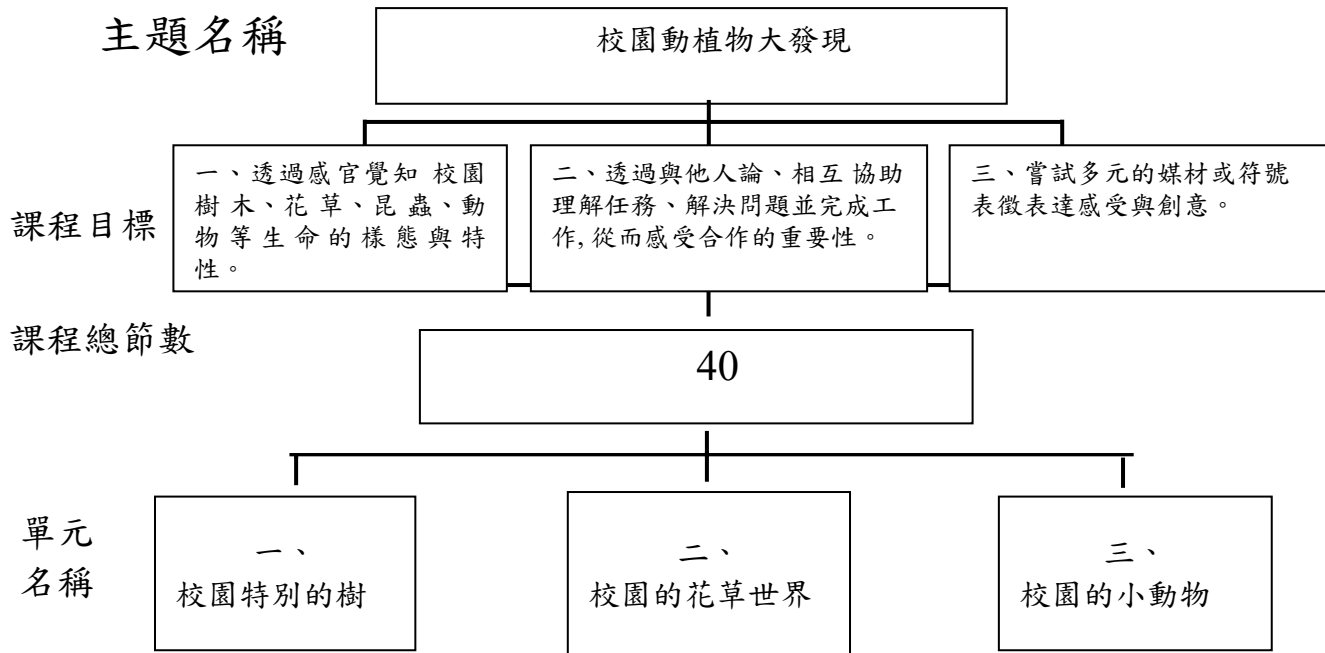 主題名稱
校園動植物大發現
課程目標
一、透過感官覺知 校園
樹木、花草、昆蟲、動
物等生命的樣態與特
性。
二、透過與他人論、相互 協助
理解任務、解決問題並完成工
作, 從而感受合作的重要性。
三、嘗試多元的媒材或符號
表徵表達感受與創意。
課程總節數
40
單元
名稱
一、
校園特別的樹
二、
校園的花草世界
三、
校園的小動物